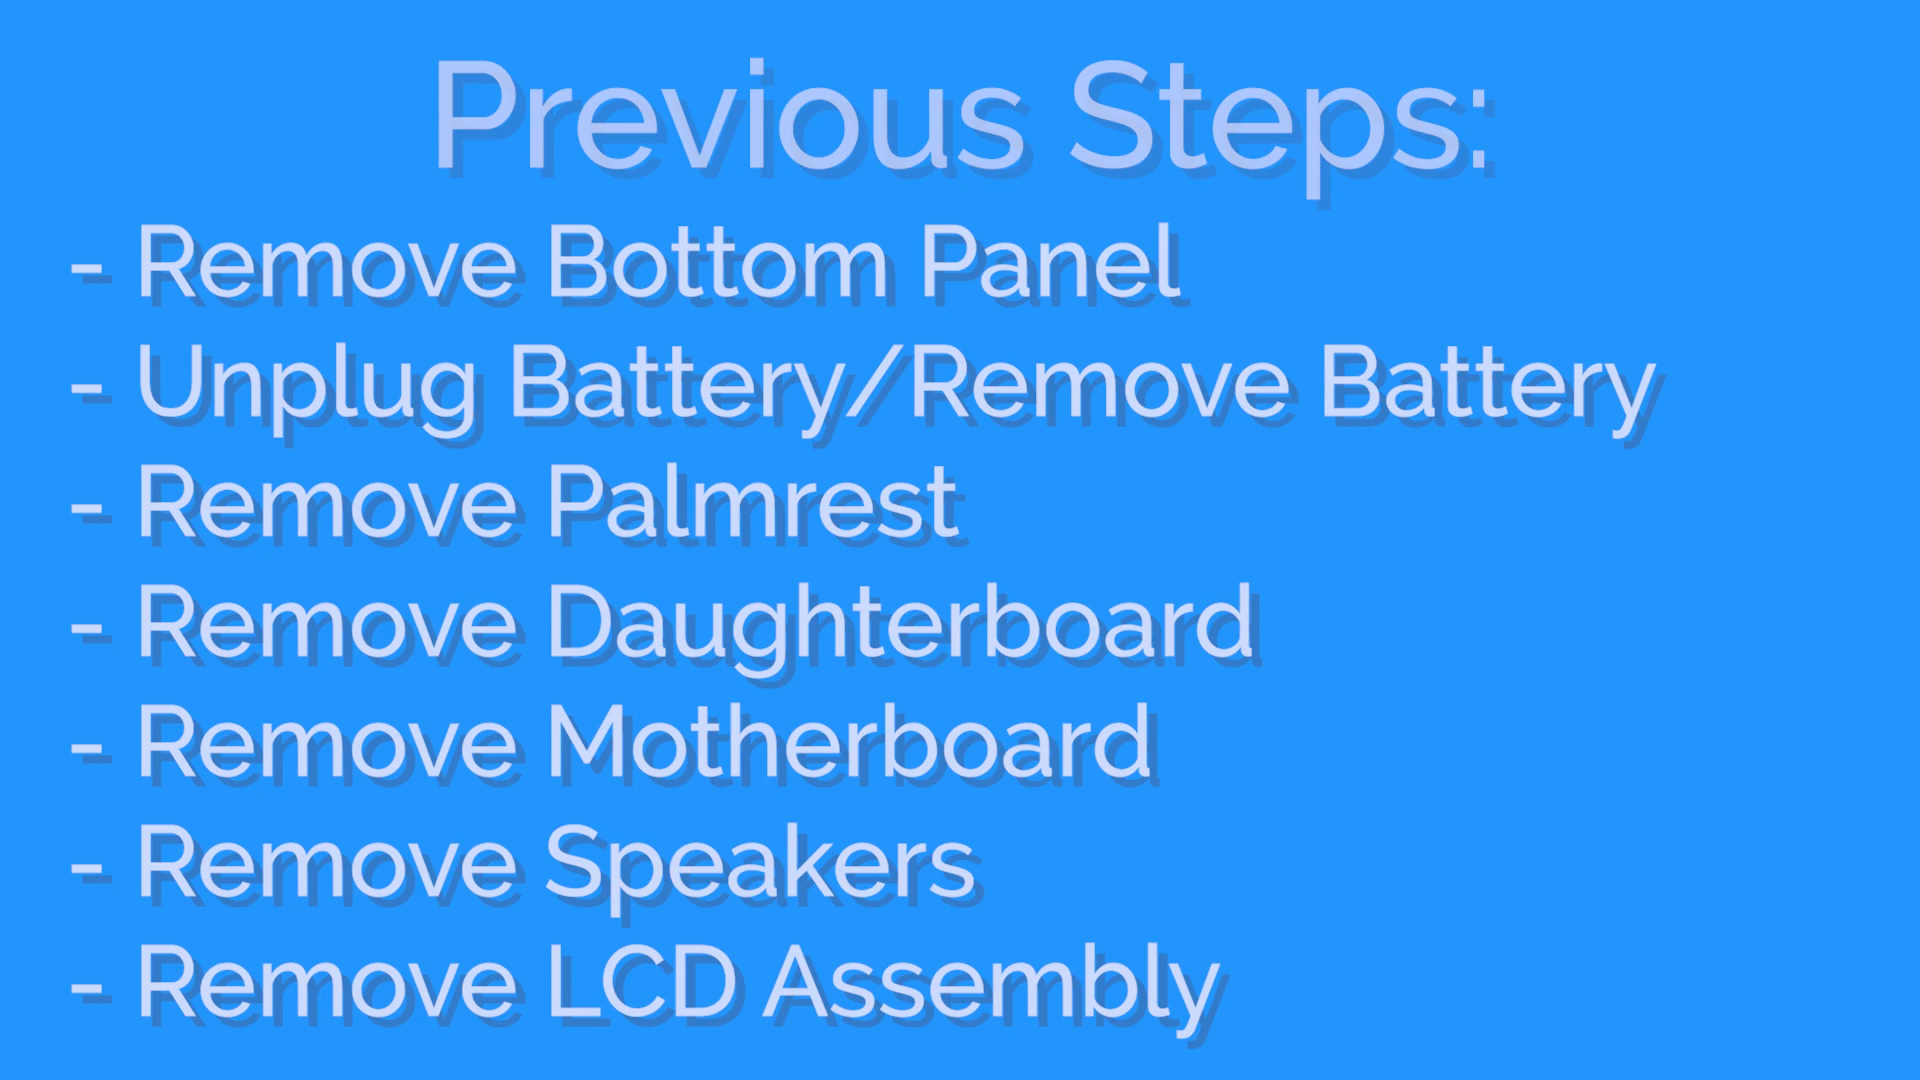 Previous Steps:
- Remove Bottom Panel
- Unplug Battery/Remove Battery
- Remove Palmrest
- Remove Daughterboard
- Remove Motherboard
- Remove Speakers
- Remove LCD Assembly